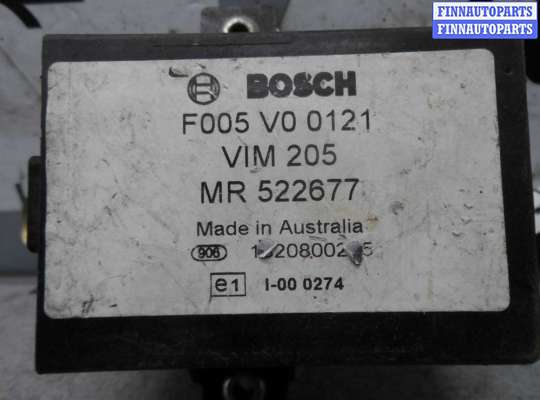 FINNAUTOPARTS
FINNAUTOPARTS
BOSCH
F005 V0 0121
VIM 205
MR 522677
Made in Australia
906
e1 I-00 0274